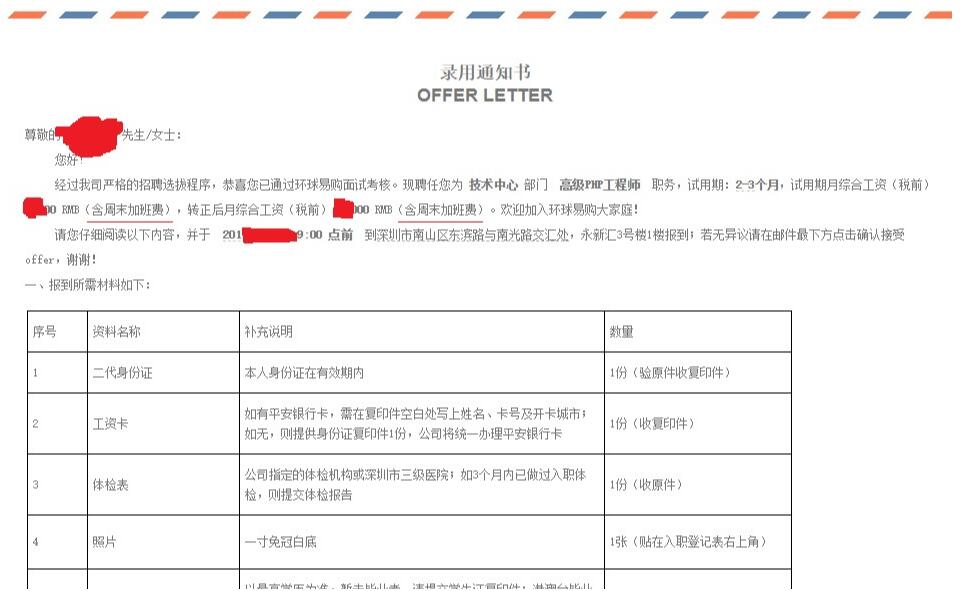 录用通知书
OFFER LETTER
尊敬的 先生/女士：
您好！
经过我司严格的招聘选拔程序，恭喜您已通过环球易购面试考核。现聘任您为 技术中心 部门 高级PHP工程师 职务，试用期：2-3个月，试用期月综合工资（税前）
00 RMB（含周末加班费），转正后月综合工资（税前） 000 RMB（含周末加班费）。欢迎加入环球易购大家庭！
请您仔细阅读以下内容，并于 201 9:00 点前 到深圳市南山区东滨路与南光路交汇处，永新汇3号楼1楼报到；若无异议请在邮件最下方点击确认接受
offer，谢谢！
一、报到所需材料如下：
序号 资料名称 补充说明 数量
1 二代身份证 本人身份证在有效期内 1份（验原件收复印件）
2 工资卡 如有平安银行卡，需在复印件空白处写上姓名、卡号及开卡城市；
如无，则提供身份证复印件1份，公司将统一办理平安银行卡 1份（收复印件）
3 体检表 公司指定的体检机构或深圳市三级医院；如3个月内已做过入职体
检，则提交体检报告 1份（收原件）
4 照片 一寸免冠白底 1张（贴在入职登记表右上角）